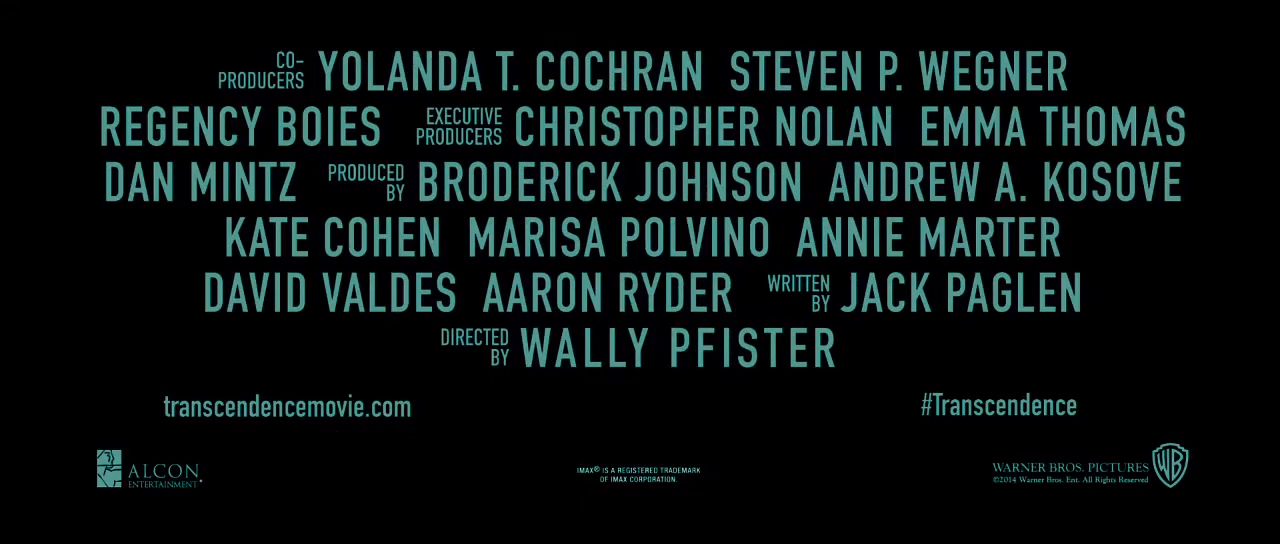 CO-PRODUCERS YOLANDA T. COCHRAN STEVEN P. WEGNER
REGENCY BOIES EXECUTIVE PRODUCERS CHRISTOPHER NOLAN EMMA THOMAS
DAN MINTZ PRODUCED BY BRODERICK JOHNSON ANDREW A. KOSOVE
KATE COHEN MARISA POLVINO ANNIE MARTER
DAVID VALDES AARON RYDER WRITTEN BY JACK PAGLEN
DIRECTED BY WALLY PFISTER
transcendencemovie.com
#Transcendence
ALCON
ENTERTAINMENT
IMAX® IS A REGISTERED TRADEMARK
OF IMAX CORPORATION.
WARNER BROS. PICTURES
©2014 Warner Bros. Ent. All Rights Reserved
WB